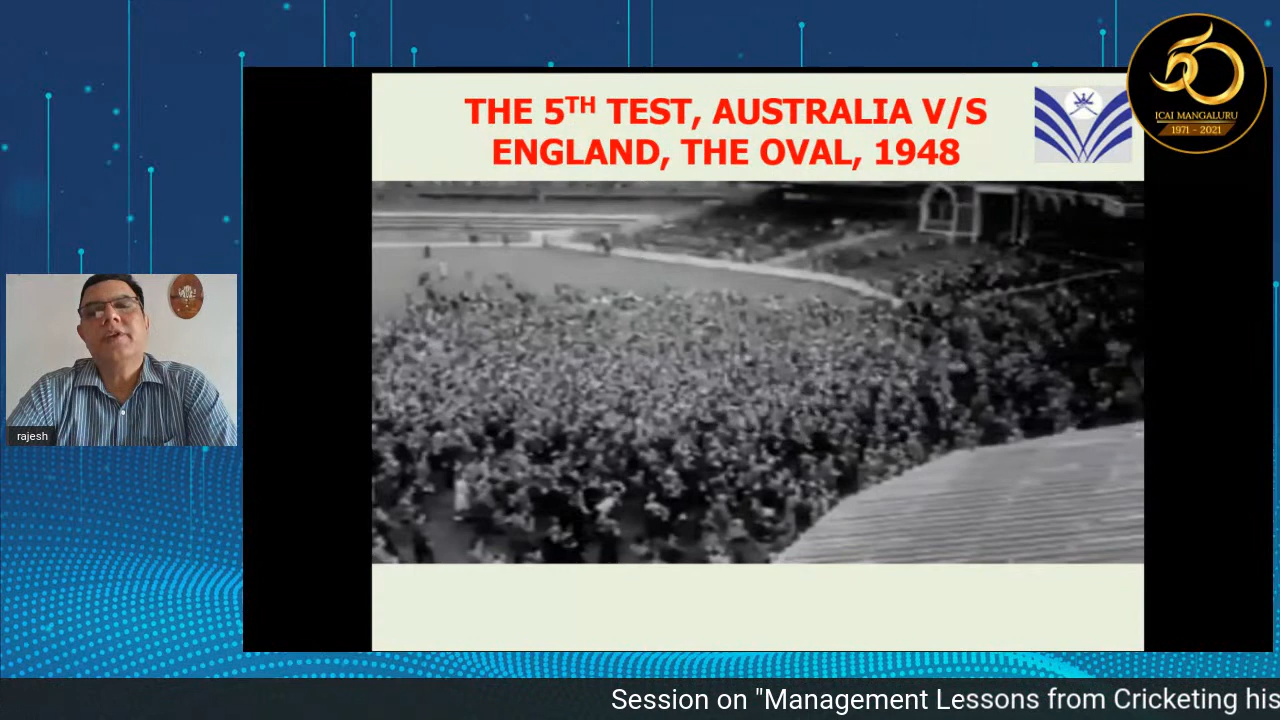 THE 5TH TEST, AUSTRALIA V/S
ENGLAND, THE OVAL, 1948
50
ICAI MANGALURU
1971 - 2021
rajesh
Session on "Management Lessons from Cricketing his